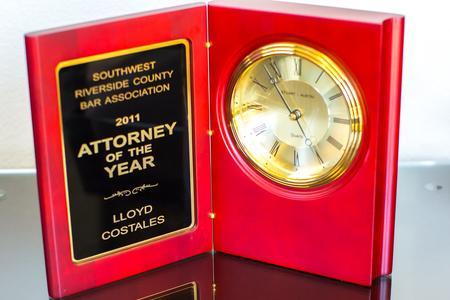 SOUTHWEST
RIVERSIDE COUNTY
BAR ASSOCIATION
2011
ATTORNEY
OF THE
YEAR
LLOYD
COSTALES